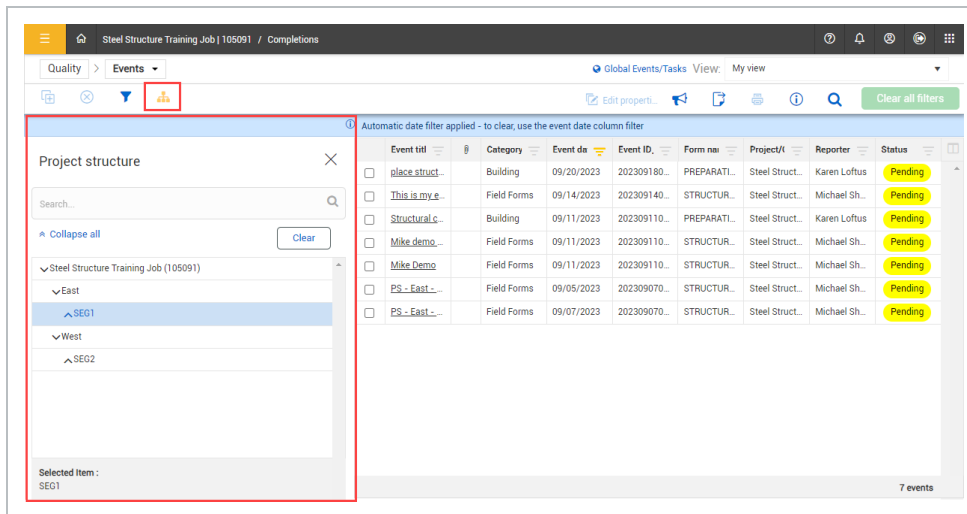 Steel Structure Training Job | 105091 / Completions
Quality > Events
Global Events/Tasks View: My view
Edit properti... Clear all filters
Automatic date filter applied - to clear, use the event date column filter
Project structure
Search...
Collapse all Clear
Steel Structure Training Job (105091)
East
SEG1
West
SEG2
Selected Item :
SEG1
Event titl Category Event da Event ID, Form nar Project/( Reporter Status
place struct... Building 09/20/2023 202309180... PREPARATI... Steel Struct... Karen Loftus Pending
This is my e... Field Forms 09/14/2023 202309140... STRUCTUR... Steel Struct... Michael Sh... Pending
Structural c... Building 09/11/2023 202309110... PREPARATI... Steel Struct... Karen Loftus Pending
Mike demo ... Field Forms 09/11/2023 202309110... STRUCTUR... Steel Struct... Michael Sh... Pending
Mike Demo Field Forms 09/11/2023 202309110... STRUCTUR... Steel Struct... Michael Sh... Pending
PS - East - ... Field Forms 09/05/2023 202309070... STRUCTUR... Steel Struct... Michael Sh... Pending
PS - East - ... Field Forms 09/07/2023 202309070... STRUCTUR... Steel Struct... Michael Sh... Pending
7 events